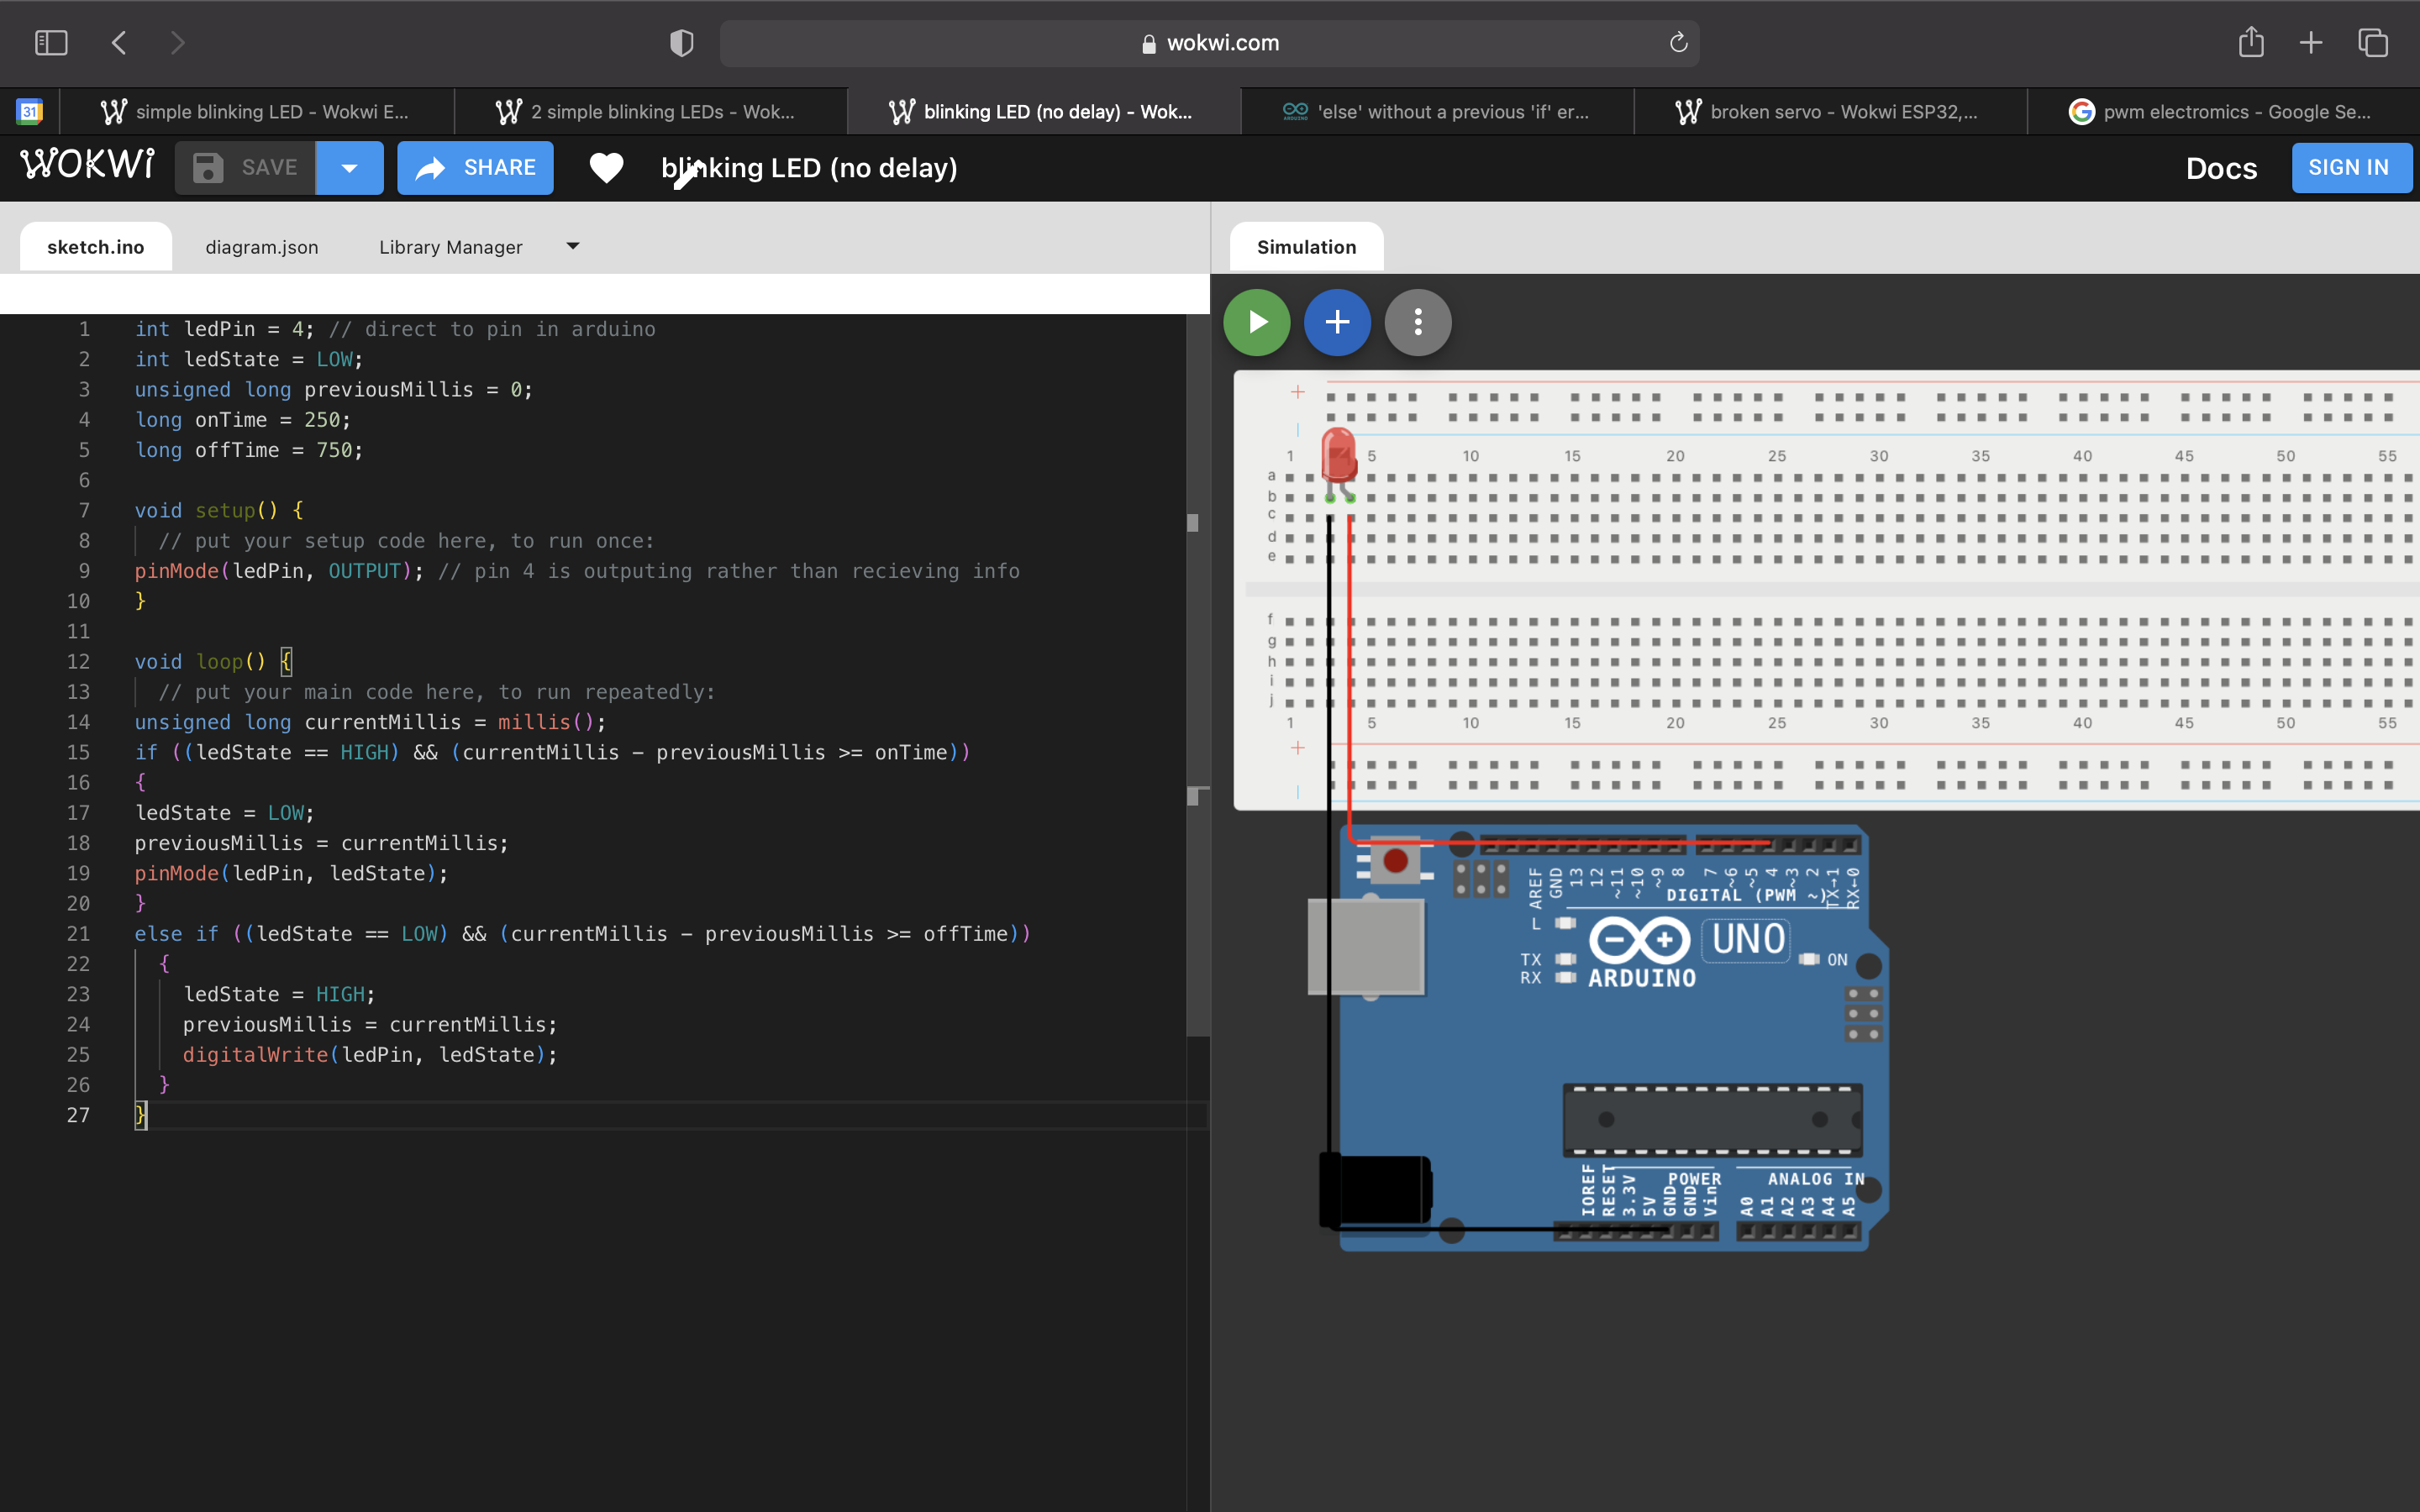 wokwi.com
31
simple blinking LED - Wokwi E...
2 simple blinking LEDs - Wok...
blinking LED (no delay) - Wok...
'else' without a previous 'if' er...
broken servo - Wokwi ESP32,...
pwm electromics - Google Se...
WOKWi
SAVE
SHARE
blinking LED (no delay)
Docs
SIGN IN
sketch.ino
diagram.json
Library Manager
Simulation
1 int ledPin = 4; // direct to pin in arduino
2 int ledState = LOW;
3 unsigned long previousMillis = 0;
4 long onTime = 250;
5 long offTime = 750;
6
7 void setup() {
8 // put your setup code here, to run once:
9 pinMode(ledPin, OUTPUT); // pin 4 is outputing rather than recieving info
10 }
11
12 void loop() {
13 // put your main code here, to run repeatedly:
14 unsigned long currentMillis = millis();
15 if ((ledState == HIGH) && (currentMillis - previousMillis >= onTime))
16 {
17 ledState = LOW;
18 previousMillis = currentMillis;
19 pinMode(ledPin, ledState);
20 }
21 else if ((ledState == LOW) && (currentMillis - previousMillis >= offTime))
22 {
23 ledState = HIGH;
24 previousMillis = currentMillis;
25 digitalWrite(ledPin, ledState);
26 }
27 }
1 5 10 15 20 25 30 35 40 45 50 55
a
b
c
d
e
f
g
h
i
j
1 5 10 15 20 25 30 35 40 45 50 55
AREF GND 13 12 ~11 ~10 ~9 8 7 ~6 ~5 4 ~3 2 TX→1 RX←0
DIGITAL (PWM ~)
L
TX
RX
UNO
ON
ARDUINO
IOREF RESET 3.3V 5V GND GND Vin
POWER
ANALOG IN
A0 A1 A2 A3 A4 A5